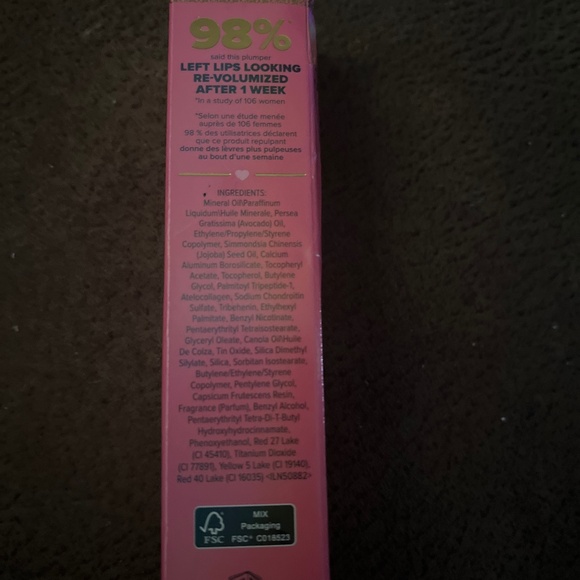 98%*
said this plumper
LEFT LIPS LOOKING
RE-VOLUMIZED
AFTER 1 WEEK
*In a study of 106 women
*Selon une étude menée
auprès de 106 femmes
98 % des utilisatrices déclarent
que ce produit repulpant
donne des lèvres plus pulpeuses
au bout d'une semaine
INGREDIENTS:
Mineral Oil\Paraffinum
Liquidum\Huile Minerale, Persea
Gratissima (Avocado) Oil,
Ethylene/Propylene/Styrene
Copolymer, Simmondsia Chinensis
(Jojoba) Seed Oil, Calcium
Aluminum Borosilicate, Tocopheryl
Acetate, Tocopherol, Butylene
Glycol, Palmitoyl Tripeptide-1,
Atelocollagen, Sodium Chondroitin
Sulfate, Tribehenin, Ethylhexyl
Palmitate, Benzyl Nicotinate,
Pentaerythrityl Tetraisostearate,
Glyceryl Oleate, Canola Oil\Huile
De Colza, Tin Oxide, Silica Dimethyl
Silylate, Silica, Sorbitan Isostearate,
Butylene/Ethylene/Styrene
Copolymer, Pentylene Glycol,
Capsicum Frutescens Resin,
Fragrance (Parfum), Benzyl Alcohol,
Pentaerythrityl Tetra-Di-T-Butyl
Hydroxyhydrocinnamate,
Phenoxyethanol, Red 27 Lake
(CI 45410), Titanium Dioxide
(CI 77891), Yellow 5 Lake (CI 19140),
Red 40 Lake (CI 16035) <ILN50882>
FSC
MIX
Packaging
FSC® C018523